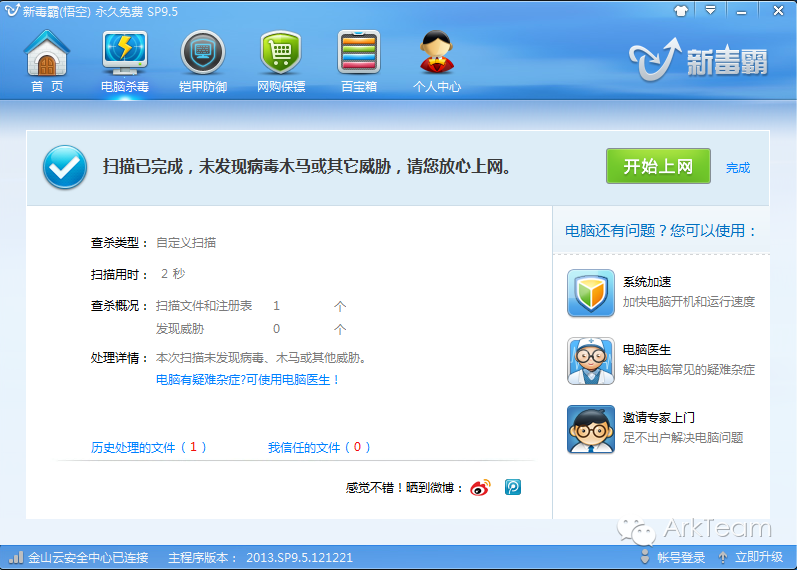 新毒霸(悟空) 永久免费 SP9.5
首 页
电脑杀毒
铠甲防御
网购保镖
百宝箱
个人中心
新毒霸
扫描已完成，未发现病毒木马或其它威胁，请您放心上网。
开始上网
完成
查杀类型： 自定义扫描
扫描用时： 2 秒
查杀概况： 扫描文件和注册表 1 个
发现威胁 0 个
处理详情： 本次扫描未发现病毒、木马或其他威胁。
电脑有疑难杂症?可使用电脑医生！
历史处理的文件（ 1 ）
我信任的文件（ 0 ）
感觉不错！晒到微博：
电脑还有问题？您可以使用：
系统加速
加快电脑开机和运行速度
电脑医生
解决电脑常见的疑难杂症
邀请专家上门
足不出户解决电脑问题
ArkTeam
金山云安全中心已连接
主程序版本： 2013.SP9.5.121221
帐号登录
立即升级